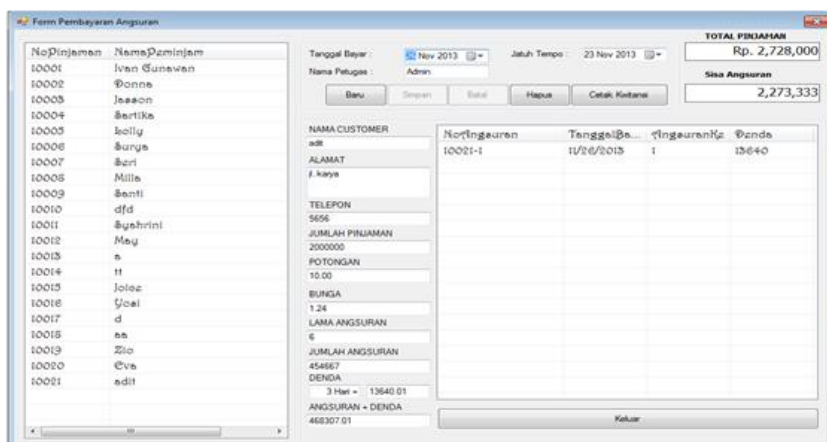 Form Pembayaran Angsuran
NoPinjaman NamaPeminjam
10001 Ivan Gunawan
10002 Donna
10003 Jasson
10004 Sartika
10005 Lolly
10006 Surya
10007 Seri
10008 Milla
10009 Santi
10010 dfd
10011 Syahrini
10012 May
10013 a
10014 tt
10015 Jolez
10016 Yosi
10017 d
10018 aa
10019 Zio
10020 Eva
10021 adit
Tanggal Bayar : Nov 2013 Jatuh Tempo : 23 Nov 2013
Nama Petugas : Admin
Baru Simpan Batal Hapus Cetak Kwitansi
TOTAL PINJAMAN
Rp. 2,728,000
Sisa Angsuran
2,273,333
NAMA CUSTOMER
adit
ALAMAT
jl. karya
TELEPON
5656
JUMLAH PINJAMAN
2000000
POTONGAN
10.00
BUNGA
1.24
LAMA ANGSURAN
6
JUMLAH ANGSURAN
454667
DENDA
3 Hari = 13640.01
ANGSURAN + DENDA
468307.01
NoAngsuran TanggalBa... AngsuranKe Denda
10021-1 11/26/2013 1 13640
Keluar